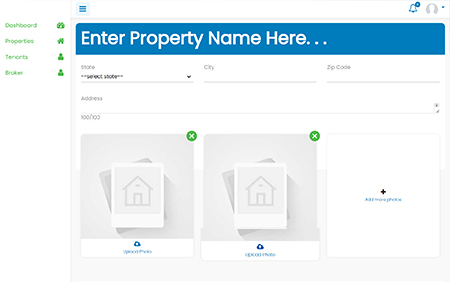 Dashboard
Properties
Tenants
Broker
Enter Property Name Here. . .
State
City
Zip Code
==select state==
Address
100/100
Upload Photo
Upload Photo
Add more photos